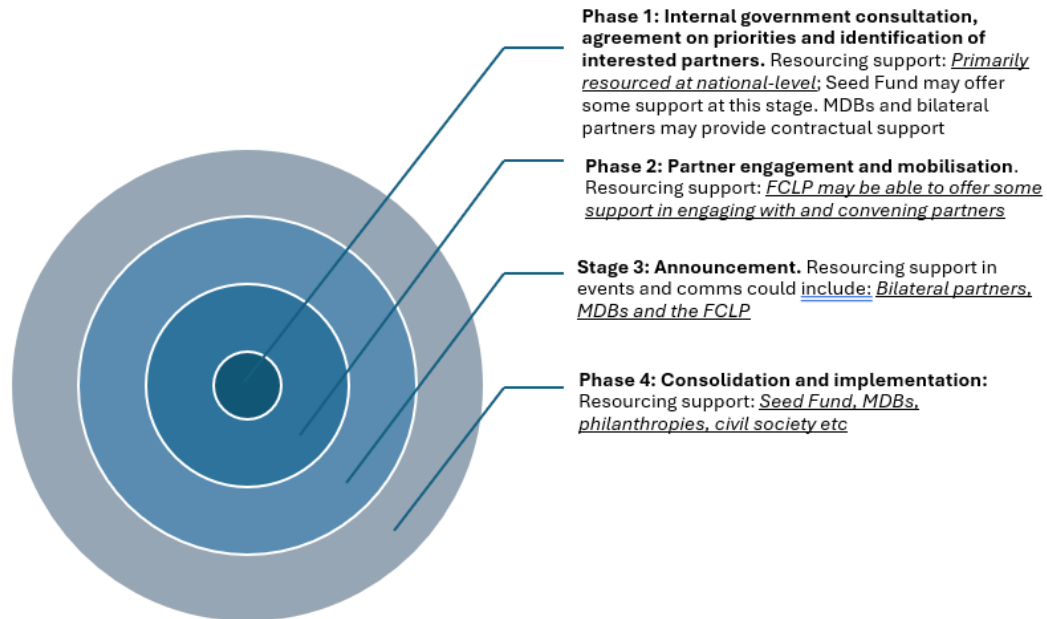 Phase 1: Internal government consultation,
agreement on priorities and identification of
interested partners. Resourcing support: Primarily
resourced at national-level; Seed Fund may offer
some support at this stage. MDBs and bilateral
partners may provide contractual support
Phase 2: Partner engagement and mobilisation.
Resourcing support: FCLP may be able to offer some
support in engaging with and convening partners
Stage 3: Announcement. Resourcing support in
events and comms could include: Bilateral partners,
MDBs and the FCLP
Phase 4: Consolidation and implementation:
Resourcing support: Seed Fund, MDBs,
philanthropies, civil society etc